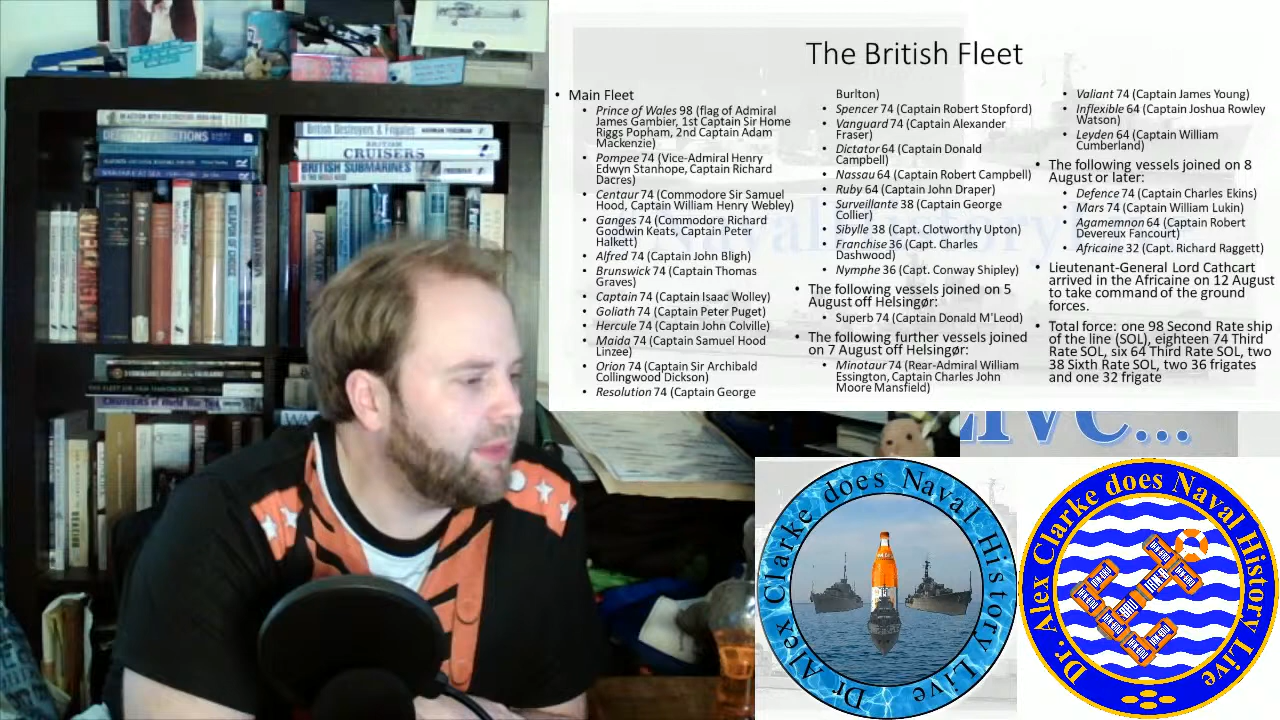 The British Fleet
• Main Fleet
• Prince of Wales 98 (flag of Admiral
James Gambier, 1st Captain Sir Home
Riggs Popham, 2nd Captain Adam
Mackenzie)
• Pompee 74 (Vice-Admiral Henry
Edwyn Stanhope, Captain Richard
Dacres)
• Centaur 74 (Commodore Sir Samuel
Hood, Captain William Henry Webley)
• Ganges 74 (Commodore Richard
Goodwin Keats, Captain Peter
Halkett)
• Alfred 74 (Captain John Bligh)
• Brunswick 74 (Captain Thomas
Graves)
• Captain 74 (Captain Isaac Wolley)
• Goliath 74 (Captain Peter Puget)
• Hercule 74 (Captain John Colville)
• Maida 74 (Captain Samuel Hood
Linzee)
• Orion 74 (Captain Sir Archibald
Collingwood Dickson)
• Resolution 74 (Captain George
Burlton)
• Spencer 74 (Captain Robert Stopford)
• Vanguard 74 (Captain Alexander
Fraser)
• Dictator 64 (Captain Donald
Campbell)
• Nassau 64 (Captain Robert Campbell)
• Ruby 64 (Captain John Draper)
• Surveillante 38 (Captain George
Collier)
• Sibylle 38 (Capt. Clotworthy Upton)
• Franchise 36 (Capt. Charles
Dashwood)
• Nymphe 36 (Capt. Conway Shipley)
• The following vessels joined on 5
August off Helsingør:
• Superb 74 (Captain Donald M'Leod)
• The following further vessels joined
on 7 August off Helsingør:
• Minotaur 74 (Rear-Admiral William
Essington, Captain Charles John
Moore Mansfield)
• Valiant 74 (Captain James Young)
• Inflexible 64 (Captain Joshua Rowley
Watson)
• Leyden 64 (Captain William
Cumberland)
• The following vessels joined on 8
August or later:
• Defence 74 (Captain Charles Ekins)
• Mars 74 (Captain William Lukin)
• Agamemnon 64 (Captain Robert
Devereux Fancourt)
• Africaine 32 (Capt. Richard Raggett)
• Lieutenant-General Lord Cathcart
arrived in the Africaine on 12 August
to take command of the ground
forces.
• Total force: one 98 Second Rate ship
of the line (SOL), eighteen 74 Third
Rate SOL, six 64 Third Rate SOL, two
38 Sixth Rate SOL, two 36 frigates
and one 32 frigate
Naval History
Live...
Dr. Alex Clarke does Naval History Live
Dr. Alex Clarke does Naval History Live
British Destroyers & Frigates
BRITISH
CRUISERS
BRITISH SUBMARINES